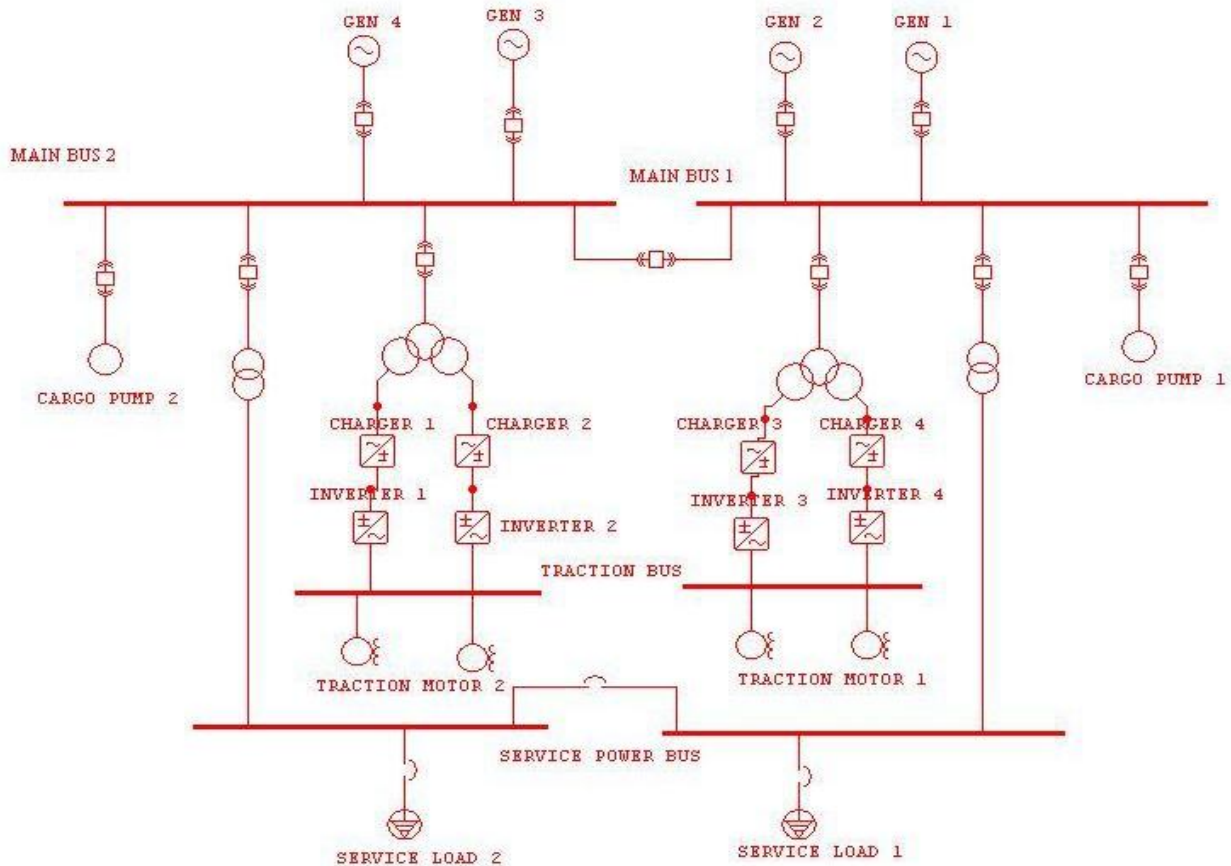 GEN 4
GEN 3
GEN 2
GEN 1
MAIN BUS 2
MAIN BUS 1
CARGO PUMP 2
CARGO PUMP 1
CHARGER 1
CHARGER 2
CHARGER 3
CHARGER 4
INVERTER 1
INVERTER 2
INVERTER 3
INVERTER 4
TRACTION BUS
TRACTION MOTOR 2
TRACTION MOTOR 1
SERVICE POWER BUS
SERVICE LOAD 2
SERVICE LOAD 1